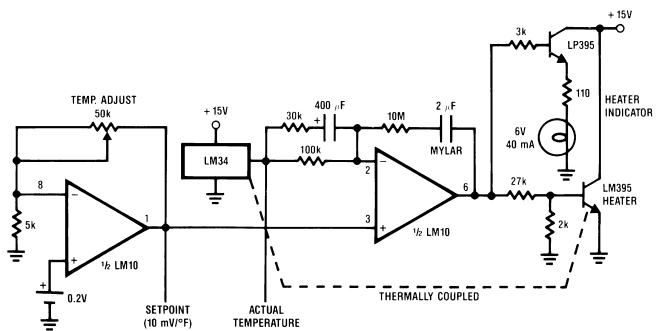 + 15V
3k
LP395
TEMP. ADJUST
50k
110
HEATER
INDICATOR
+ 15V
LM34
30k
400 μF
+
10M
2 μF
MYLAR
100k
6V
40 mA
8
−
5k
1
+
½ LM10
2
−
6
3
+
½ LM10
27k
2k
LM395
HEATER
+
0.2V
SETPOINT
(10 mV/°F)
ACTUAL
TEMPERATURE
THERMALLY COUPLED